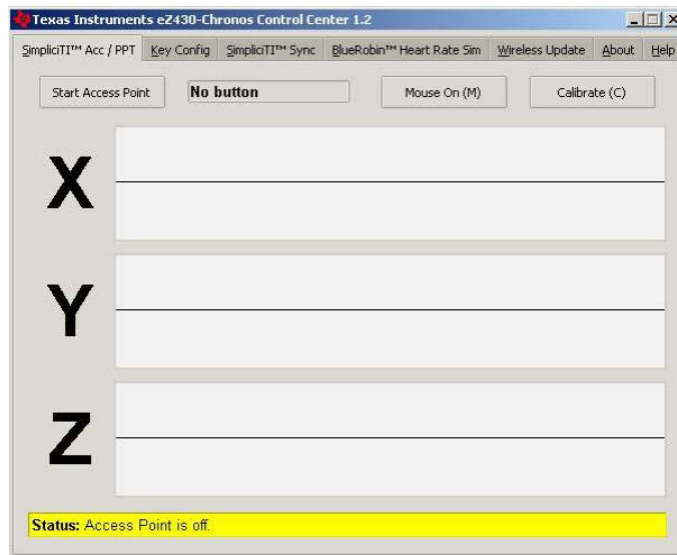 Texas Instruments eZ430-Chronos Control Center 1.2
SimpliciTI™ Acc / PPT Key Config SimpliciTI™ Sync BlueRobin™ Heart Rate Sim Wireless Update About Help
Start Access Point No button Mouse On (M) Calibrate (C)
X
Y
Z
Status: Access Point is off.